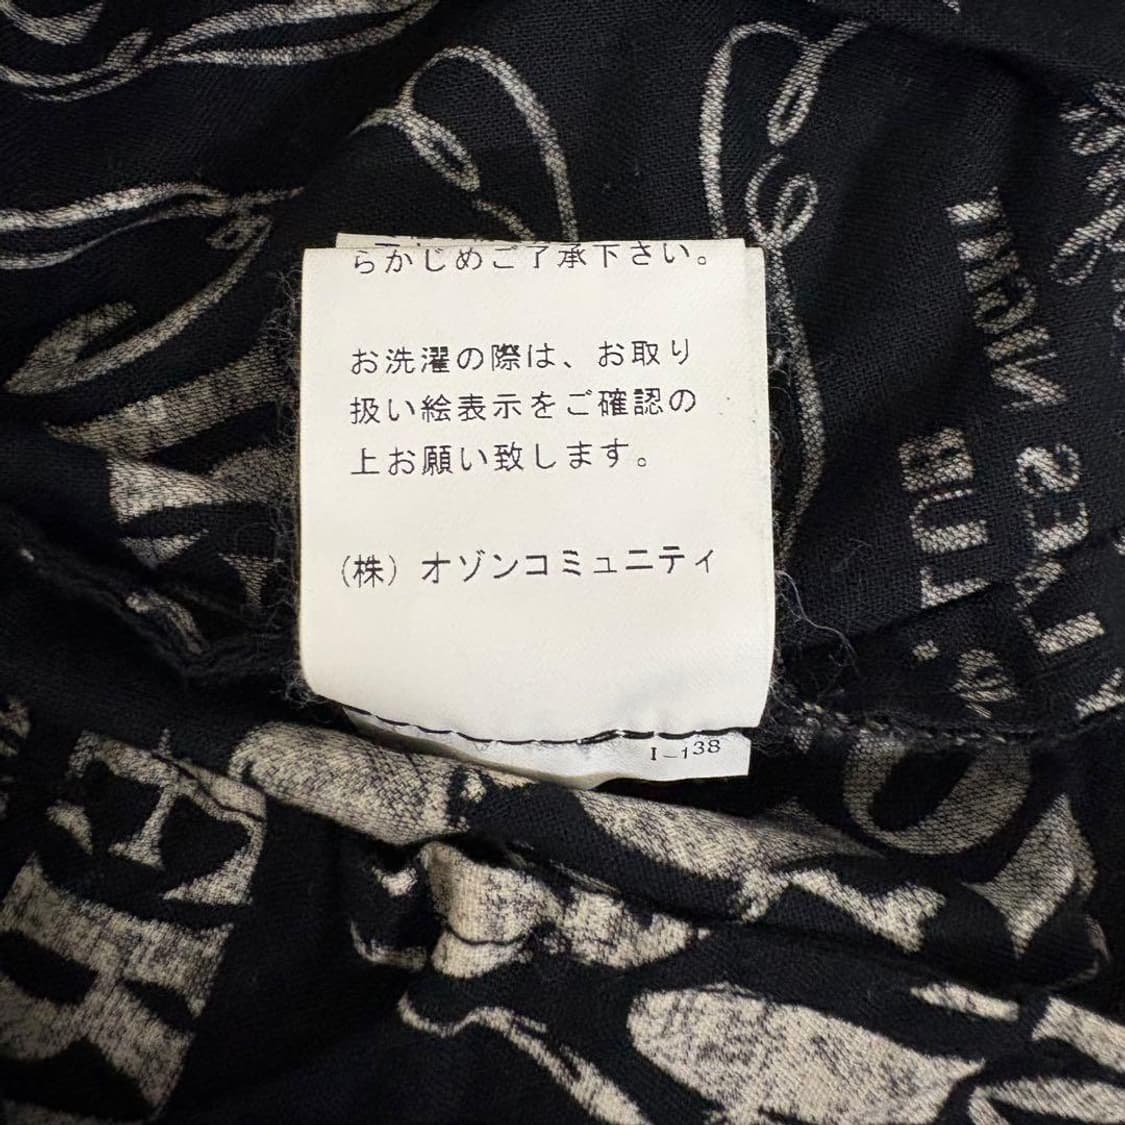 らかじめご了承下さい。
お洗濯の際は、お取り
扱い絵表示をご確認の
上お願い致します。
(株) オゾンコミュニティ
I-138
BUT